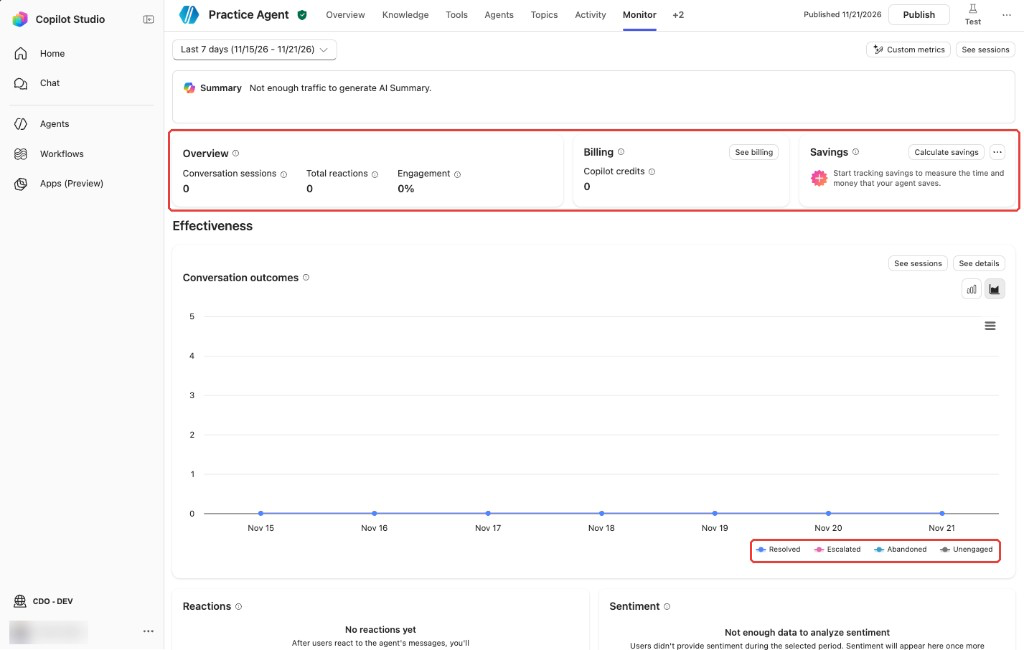 Copilot Studio
Home
Chat
Agents
Workflows
Apps (Preview)
CDO - DEV
Practice Agent Overview Knowledge Tools Agents Topics Activity Monitor +2 Published 11/21/2026 Publish Test
Last 7 days (11/15/26 - 11/21/26) Custom metrics See sessions
Summary Not enough traffic to generate AI Summary.
Overview
Conversation sessions Total reactions Engagement
0 0 0%
Billing See billing
Copilot credits
0
Savings Calculate savings
Start tracking savings to measure the time and
money that your agent saves.
Effectiveness
See sessions See details
Conversation outcomes
5
4
3
2
1
0
Nov 15 Nov 16 Nov 17 Nov 18 Nov 19 Nov 20 Nov 21
Resolved Escalated Abandoned Unengaged
Reactions
No reactions yet
After users react to the agent's messages, you'll
Sentiment
Not enough data to analyze sentiment
Users didn't provide sentiment during the selected period. Sentiment will appear here once more